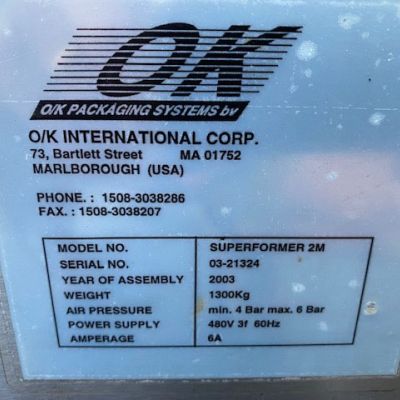 OK
O/K PACKAGING SYSTEMS bv
O/K INTERNATIONAL CORP.
73, Bartlett Street MA 01752
MARLBOROUGH (USA)
PHONE. : 1508-3038286
FAX. : 1508-3038207
MODEL NO. SUPERFORMER 2M
SERIAL NO. 03-21324
YEAR OF ASSEMBLY 2003
WEIGHT 1300Kg
AIR PRESSURE min. 4 Bar max. 6 Bar
POWER SUPPLY 480V 3f 60Hz
AMPERAGE 6A